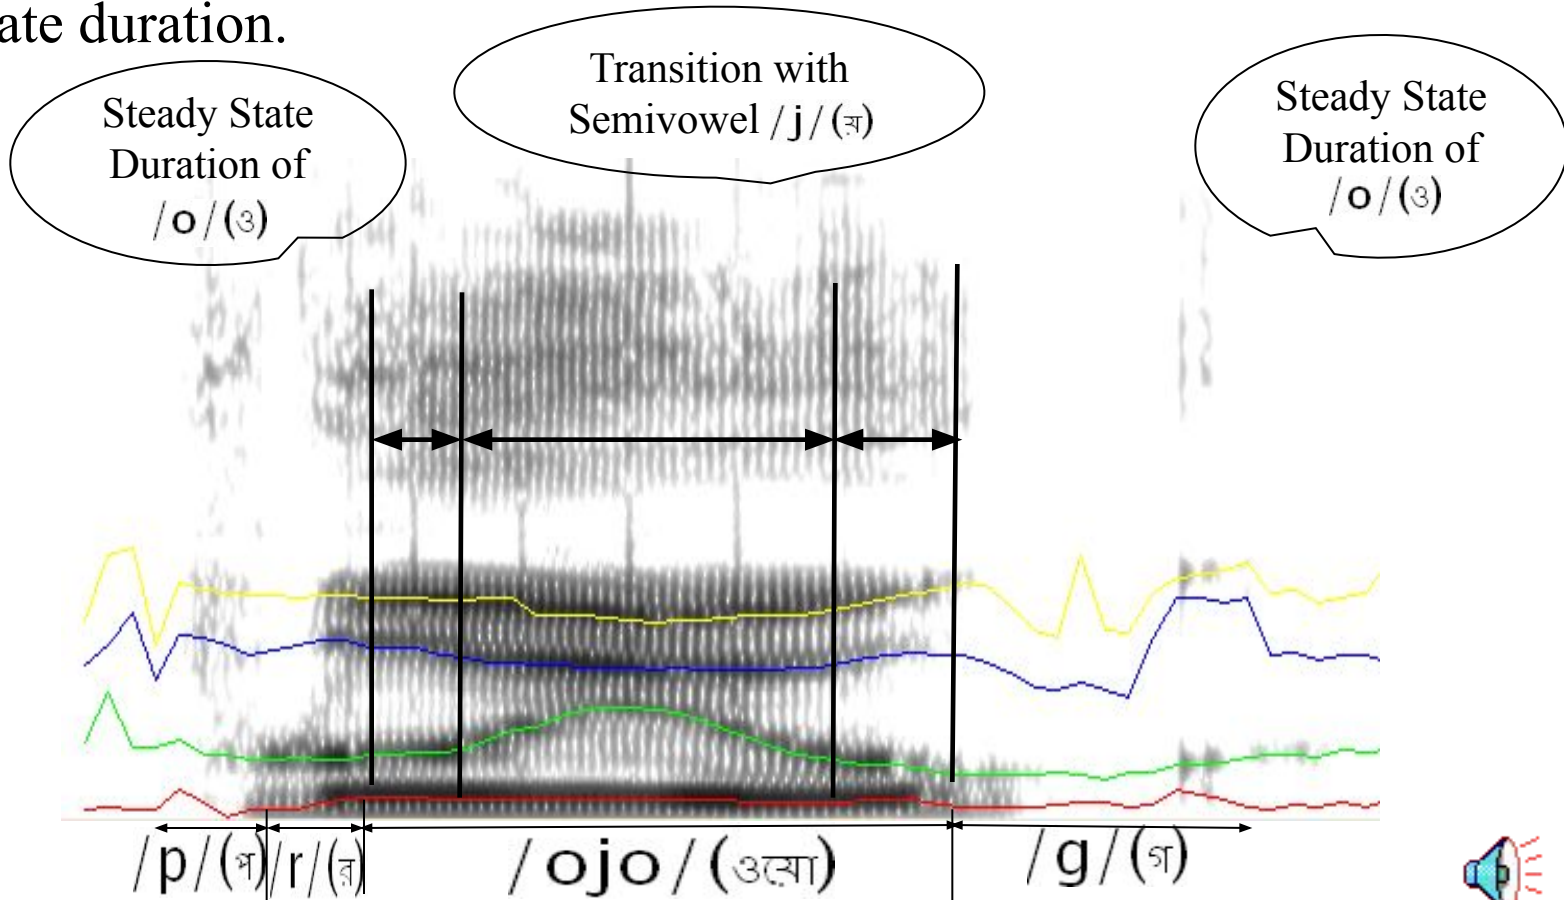 ate duration.
Steady State
Duration of
/o/(ও)
Transition with
Semivowel /j/(য়)
Steady State
Duration of
/o/(ও)
/p/(প)
/r/(র)
/ojo/(ওয়ো)
/g/(গ)